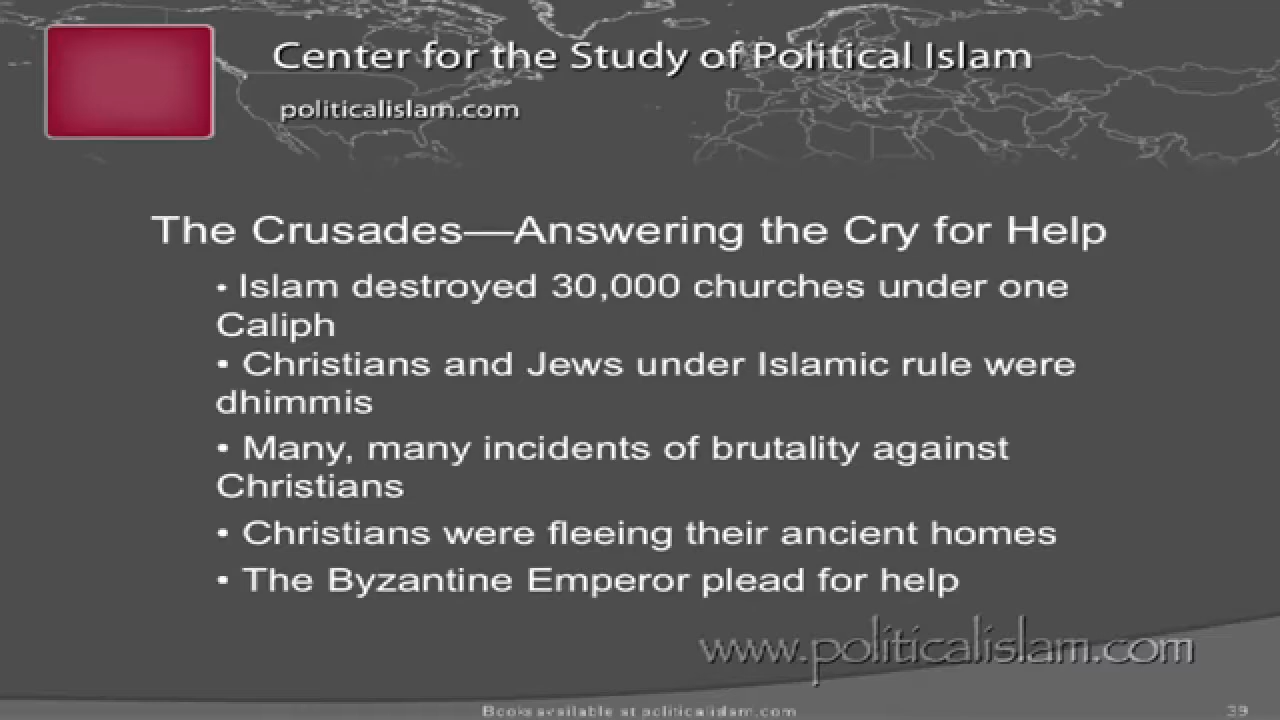 Center for the Study of Political Islam
politicalislam.com
The Crusades—Answering the Cry for Help
• Islam destroyed 30,000 churches under one
Caliph
• Christians and Jews under Islamic rule were
dhimmis
• Many, many incidents of brutality against
Christians
• Christians were fleeing their ancient homes
• The Byzantine Emperor plead for help
www.politicalislam.com
Books available at politicalislam.com
39